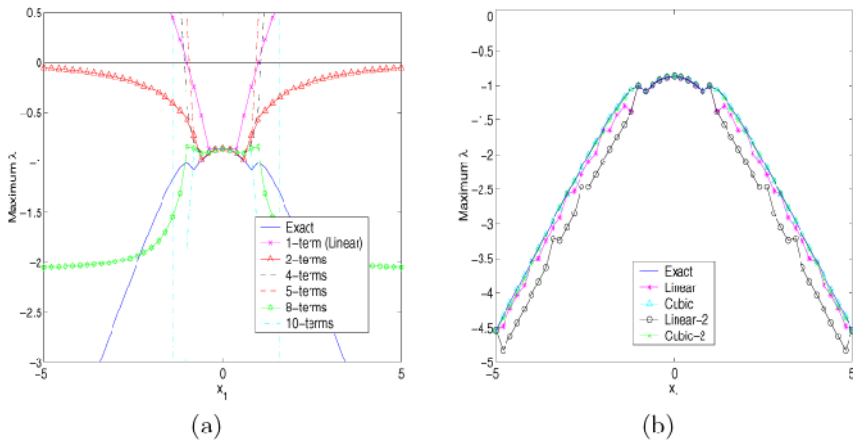 0.5
0
-0.5
-1
-1.5
-2
-2.5
-3
Maximum λ
-5
0
5
x1
Exact
1-term (Linear)
2-terms
4-terms
5-terms
8-terms
10-terms
(a)
0
-1
-1.5
-2
-2.5
-3
-3.5
-4
-4.5
-5
Maximum λ
-5
0
5
x
Exact
Linear
Cubic
Linear-2
Cubic-2
(b)